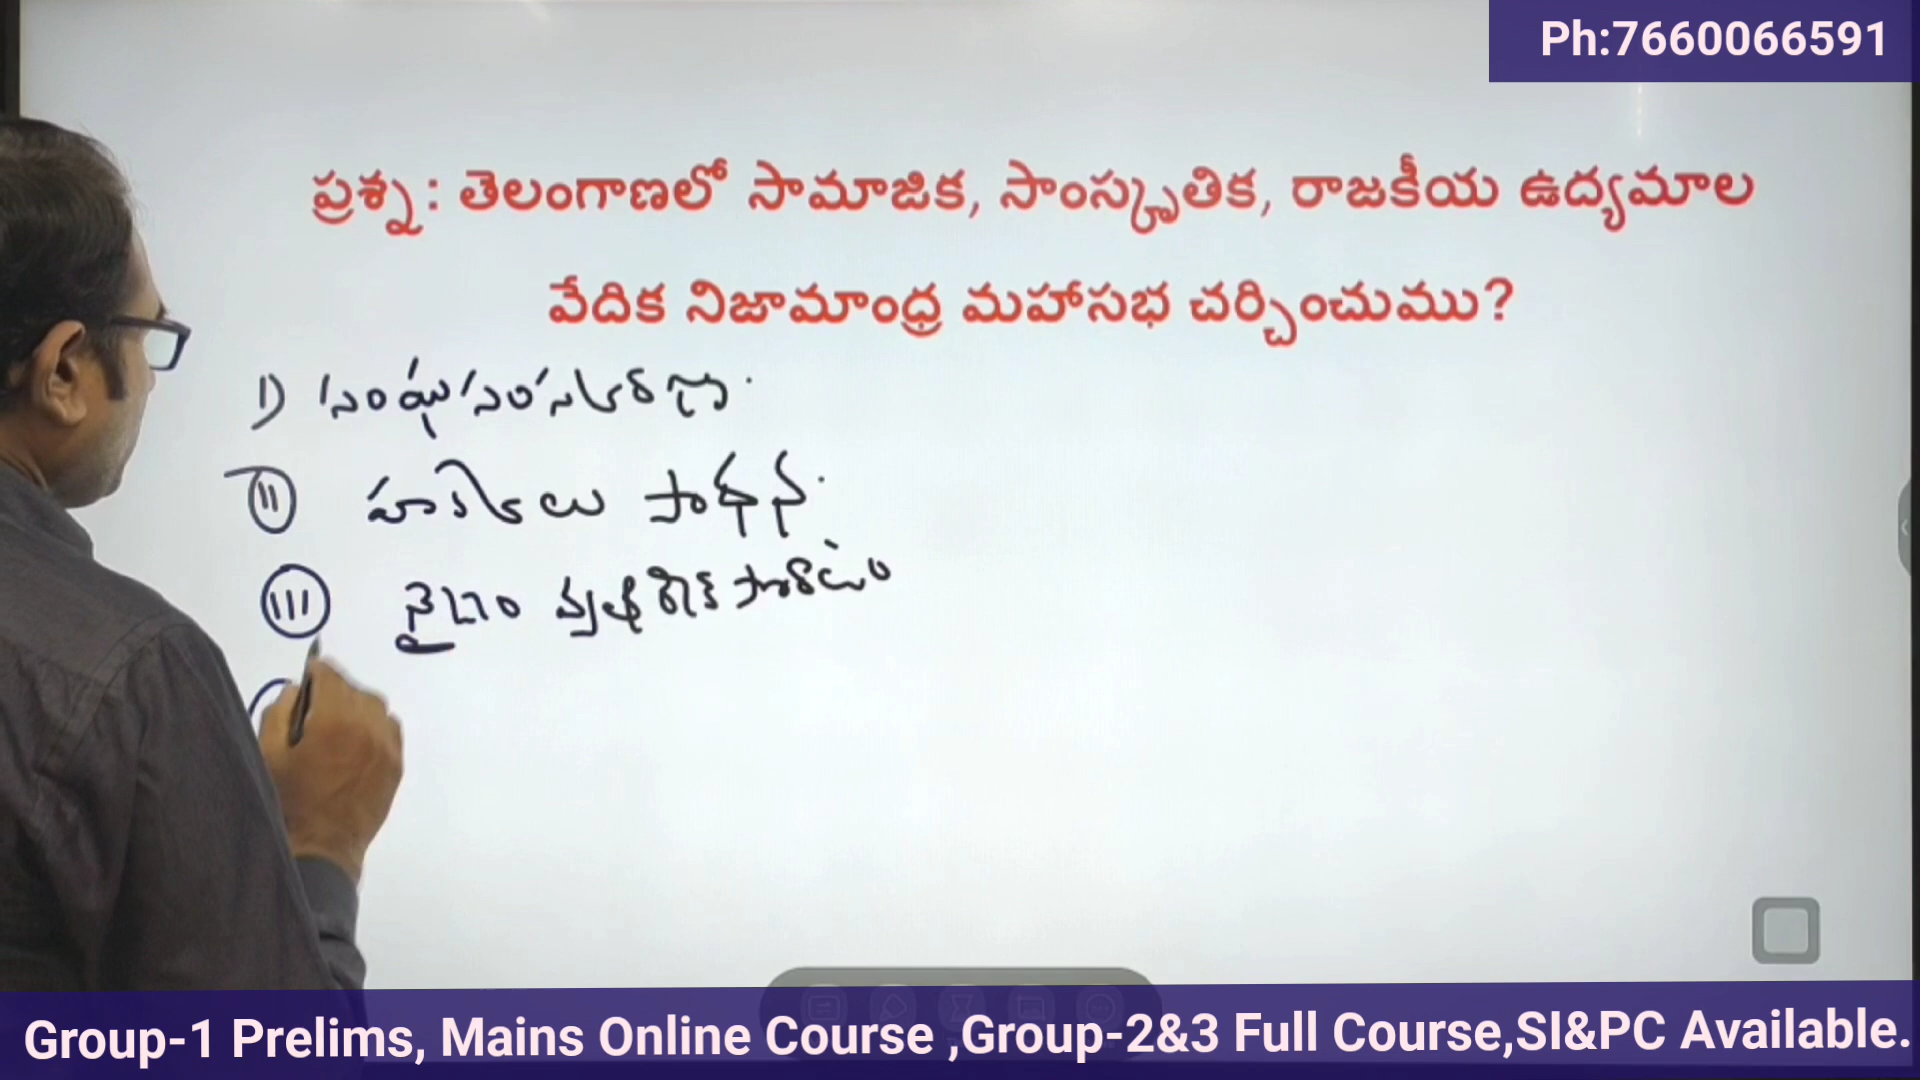 Ph:7660066591
ప్రశ్న: తెలంగాణలో సామాజిక, సాంస్కృతిక, రాజకీయ ఉద్యమాల
వేదిక నిజామాంధ్ర మహాసభ చర్చించుము?
1) సంఘసంస్కరణ
II హక్కులు సాధన
III నైజాం వ్యతిరేక పోరాటం
Group-1 Prelims, Mains Online Course ,Group-2&3 Full Course,SI&PC Available.